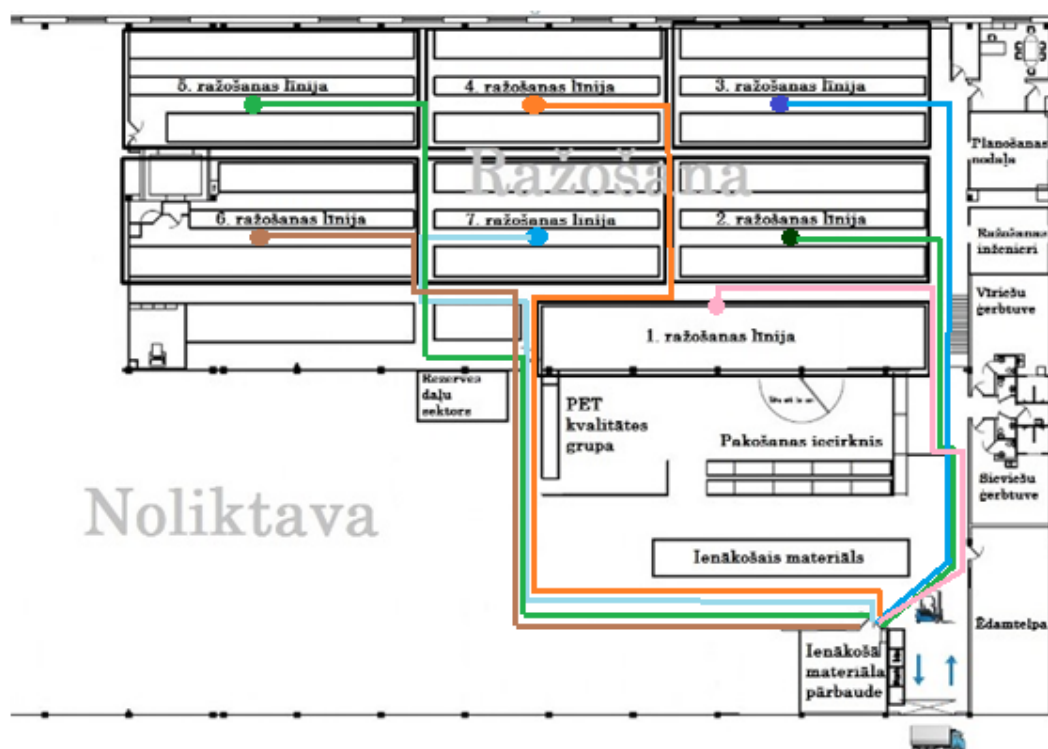 5. ražošanas līnija
4. ražošanas līnija
3. ražošanas līnija
Plānošanas
nodaļa
Ražošana
6. ražošanas līnija
7. ražošanas līnija
2. ražošanas līnija
Ražošanas
inženieri
Vīriešu
ģērbtuve
1. ražošanas līnija
Rezerves
daļu
sektors
PET
kvalitātes
grupa
Pakošanas iecirknis
Sieviešu
ģērbtuve
Noliktava
Ienākošais materiāls
Ēdamtelpa
Ienākošā
materiāla
pārbaude